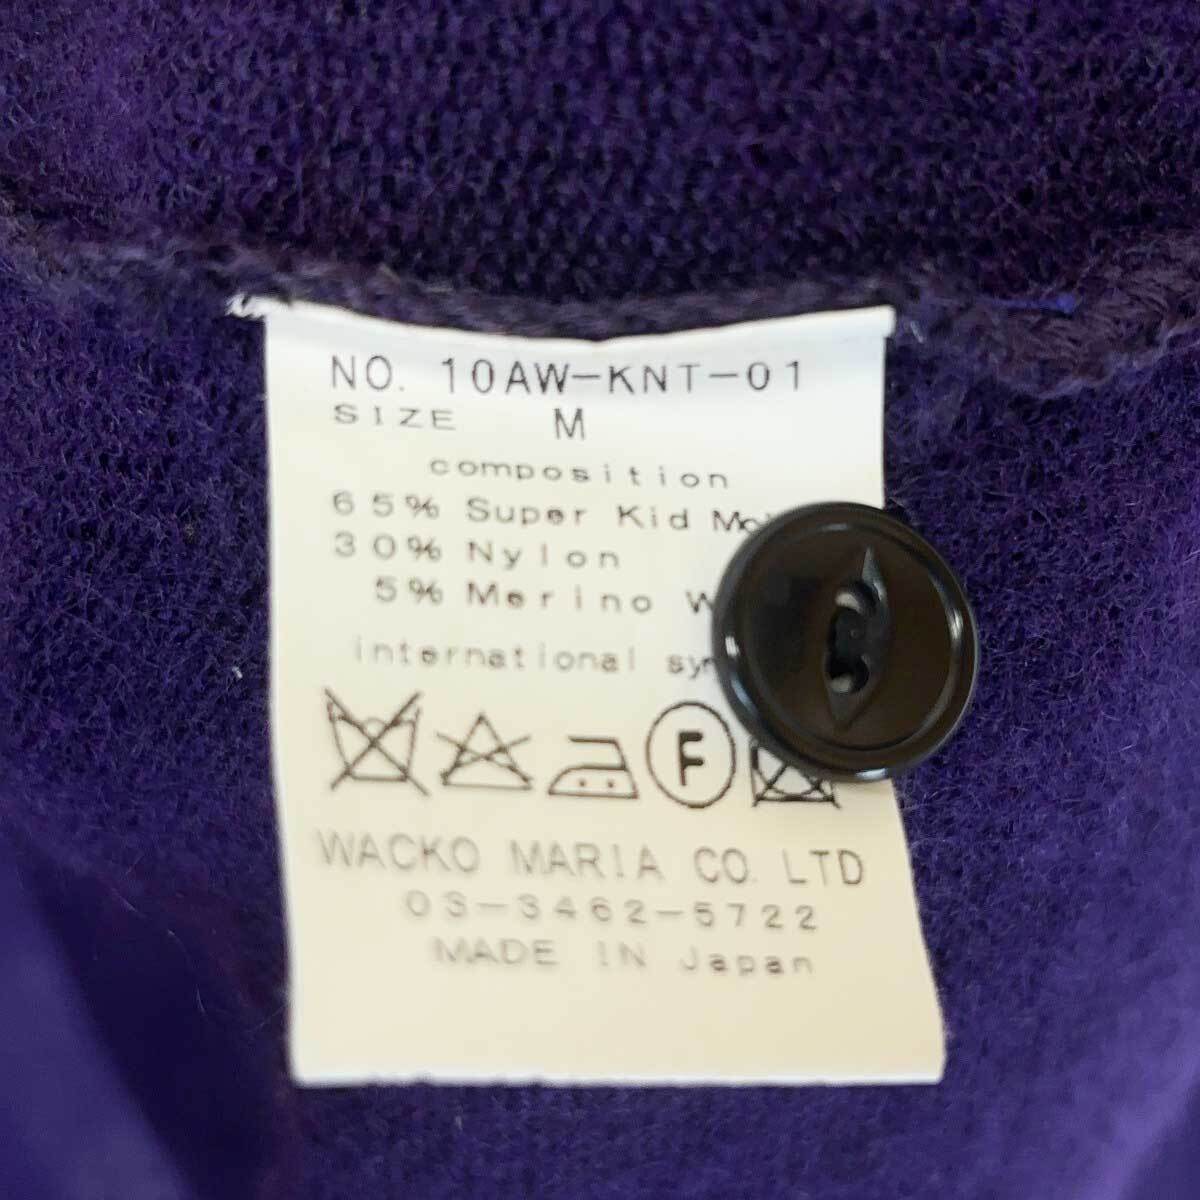 NO. 10AW-KNT-01
SIZE M
composition
65% Super Kid
30% Nylon
5% Merino
international
F
WACKO MARIA CO. LTD
03-3462-5722
MADE IN Japan